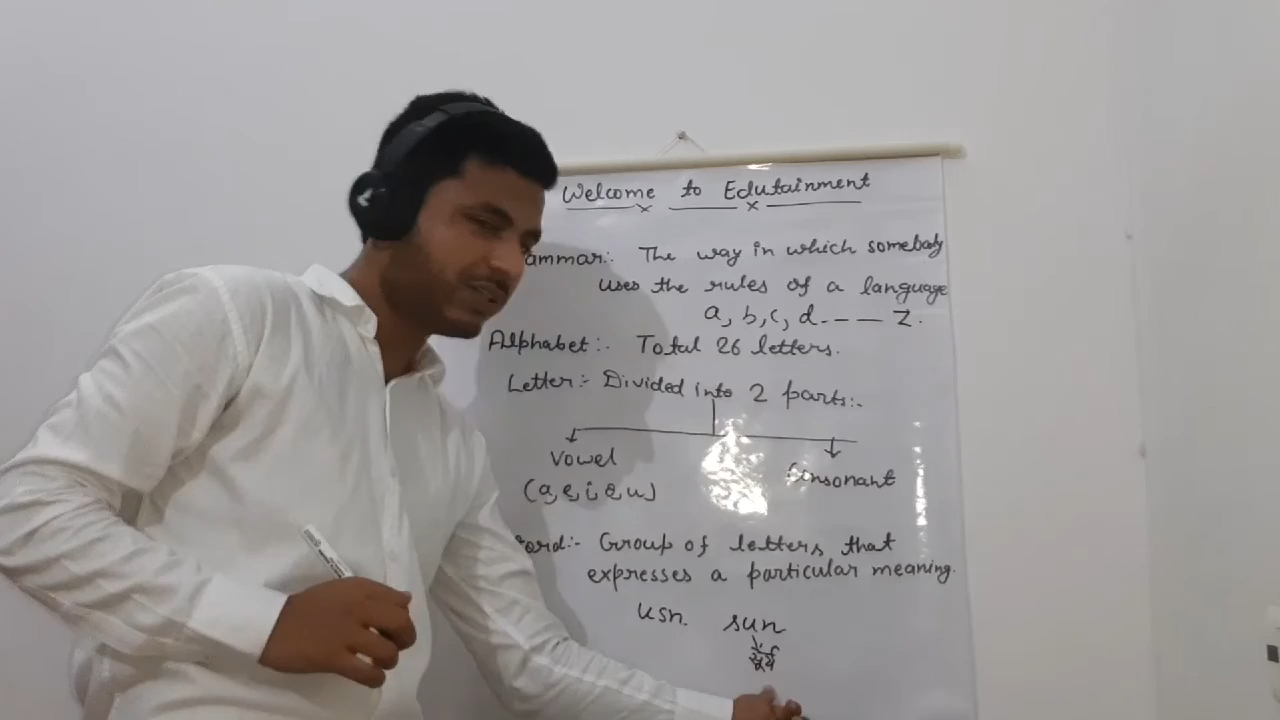 Welcome to Edutainment
ammar:. The way in which somebody
uses the rules of a language
a, b, c, d. - - - z.
Alphabet:. Total 26 letters.
Letter:- Divided into 2 parts:-
Vowel
Consonant
(a, e, i, o, u)
ord:- Group of letters that
expresses a particular meaning.
usn. sun
सूर्य